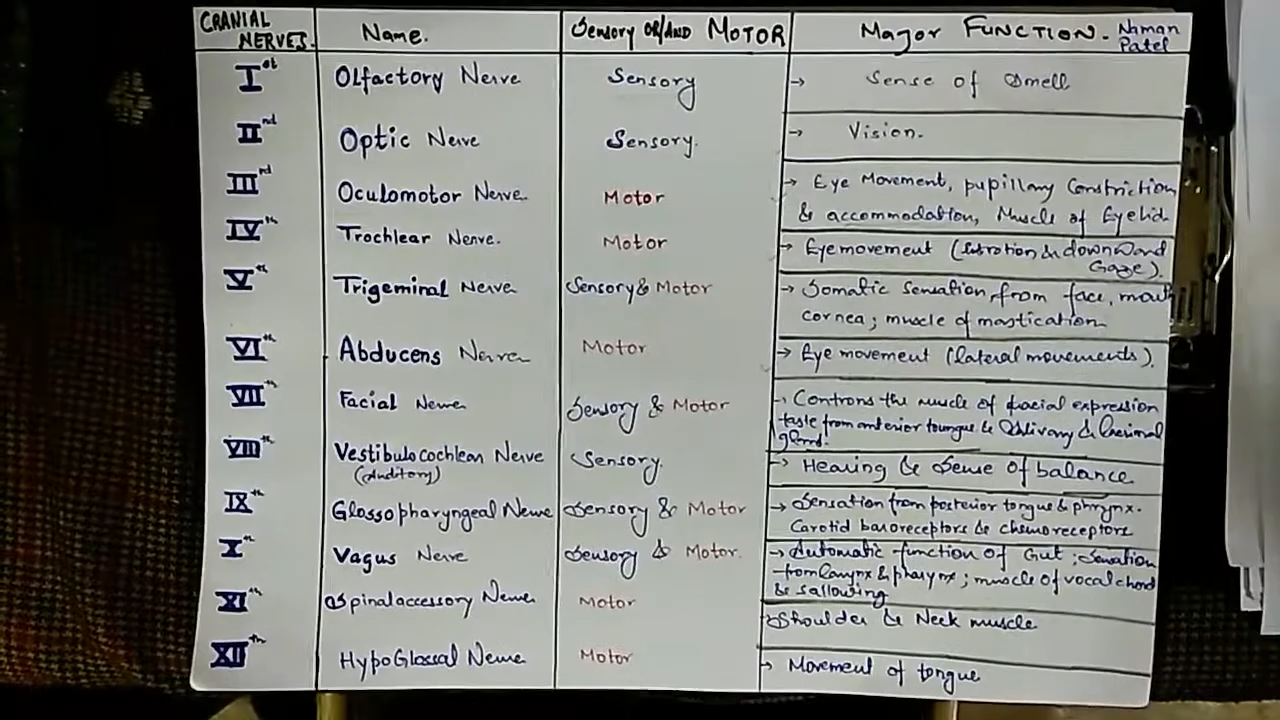 CRANIAL NERVES. Name. Sensory OR/AND MOTOR Major FUNCTION. Naman Patel
Ist Olfactory Nerve Sensory → Sense of Smell
IInd Optic Nerve Sensory. → Vision.
IIIrd Oculomotor Nerve Motor → Eye Movement, pupillary Constriction
& accommodation, Muscle of Eyelid
IVth Trochlear Nerve. Motor → Eye movement (& downward
Gaze).
Vth Trigeminal Nerve Sensory & Motor → Somatic Sensation, from face, mouth
cornea; muscle of mastication
VIth Abducens Nerve Motor → Eye movement (lateral movements).
VIIth Facial Nerve Sensory & Motor → Controns the muscle of facial expression
taste from anterior toungue & Salivary & lacrimal
gland.
VIIIth Vestibulocochlear Nerve Sensory. → Hearing & Sense of balance
(Auditory)
IXth Glossopharyngeal Nerve Sensory & Motor → Sensation from posterior tongue & phrynx.
Carotid baroreceptors & chemoreceptors
Xth Vagus Nerve Sensory & Motor. → Automatic function of Gut; Sensation
from larynx & pharynx; muscle of vocal chord
& sallowing
XIth Spinalaccessory Nerve Motor → Shoulder & Neck muscle
XIIth HypoGlossal Nerve Motor → Movement of tongue